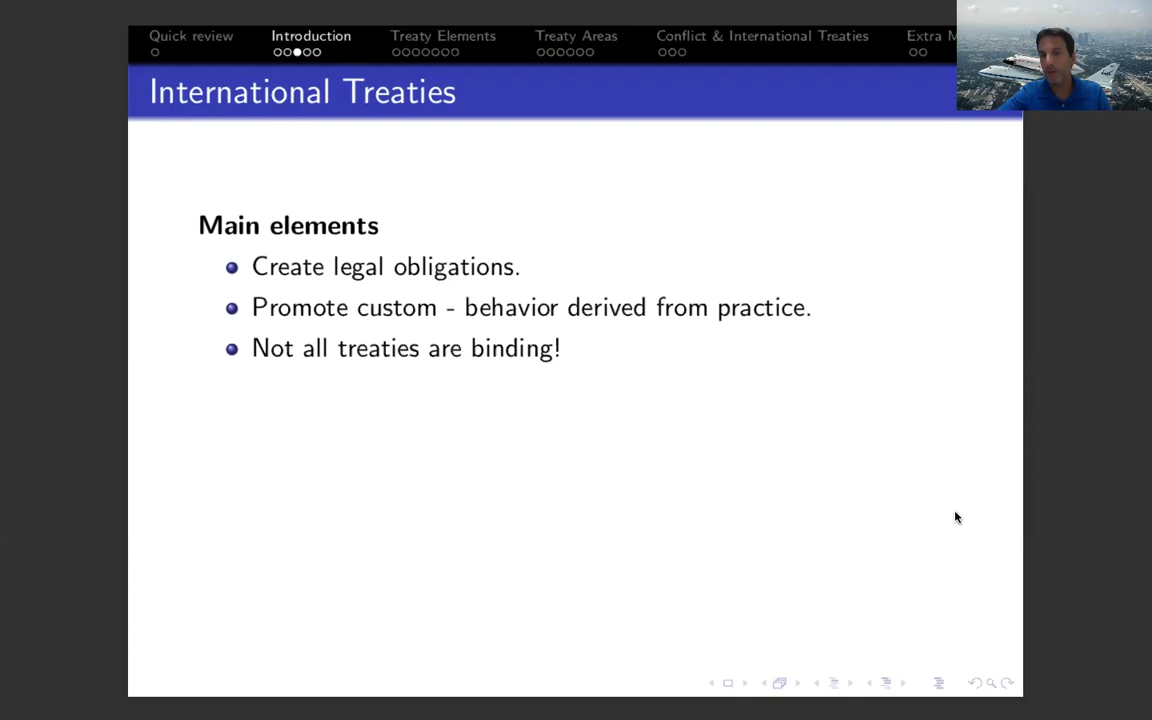 Quick review Introduction Treaty Elements Treaty Areas Conflict & International Treaties Extra M
International Treaties
Main elements
Create legal obligations.
Promote custom - behavior derived from practice.
Not all treaties are binding!